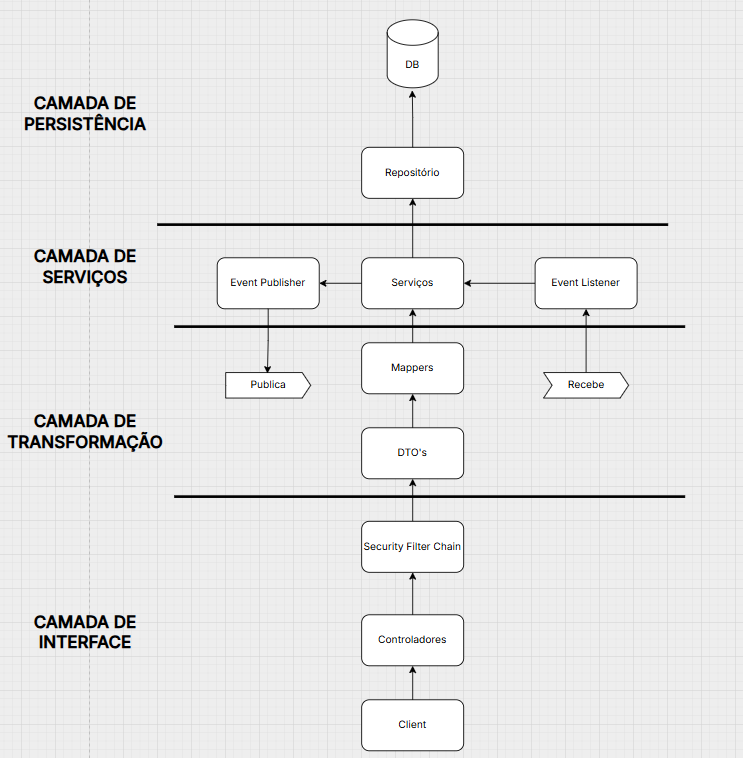 DB
CAMADA DE
PERSISTÊNCIA
Repositório
CAMADA DE
SERVIÇOS
Event Publisher
Serviços
Event Listener
Mappers
Publica
Recebe
CAMADA DE
TRANSFORMAÇÃO
DTO's
Security Filter Chain
CAMADA DE
INTERFACE
Controladores
Client